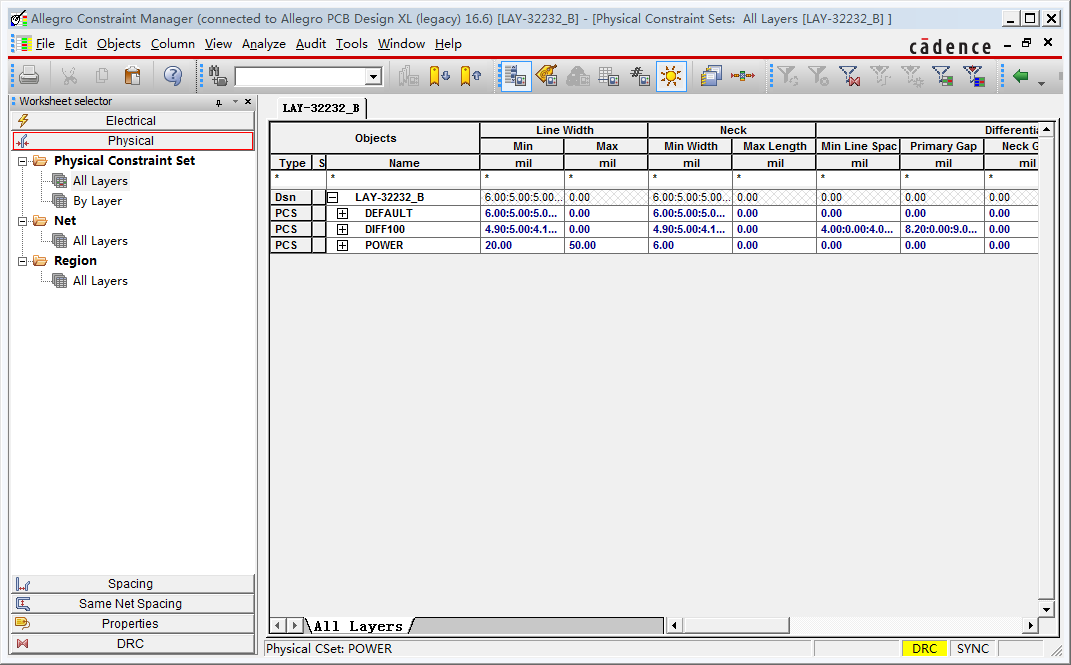 Allegro Constraint Manager (connected to Allegro PCB Design XL (legacy) 16.6) [LAY-32232_B] - [Physical Constraint Sets: All Layers [LAY-32232_B] ]
File Edit Objects Column View Analyze Audit Tools Window Help
cādence
Worksheet selector
Electrical
Physical
Physical Constraint Set
All Layers
By Layer
Net
All Layers
Region
All Layers
Spacing
Same Net Spacing
Properties
DRC
LAY-32232_B
Objects Line Width Neck Differentia
Min Max Min Width Max Length Min Line Spac Primary Gap Neck G
Type S Name mil mil mil mil mil mil mil
* * * * * * * * *
Dsn LAY-32232_B 6.00:5.00:5.00... 0.00 6.00:5.00:5.00... 0.00 0.00 0.00 0.00
PCS DEFAULT 6.00:5.00:5.0... 0.00 6.00:5.00:5.0... 0.00 0.00 0.00 0.00
PCS DIFF100 4.90:5.00:4.1... 0.00 4.90:5.00:4.1... 0.00 4.00:0.00:4.0... 8.20:0.00:9.0... 0.00
PCS POWER 20.00 50.00 6.00 0.00 0.00 0.00 0.00
All Layers
Physical CSet: POWER DRC SYNC